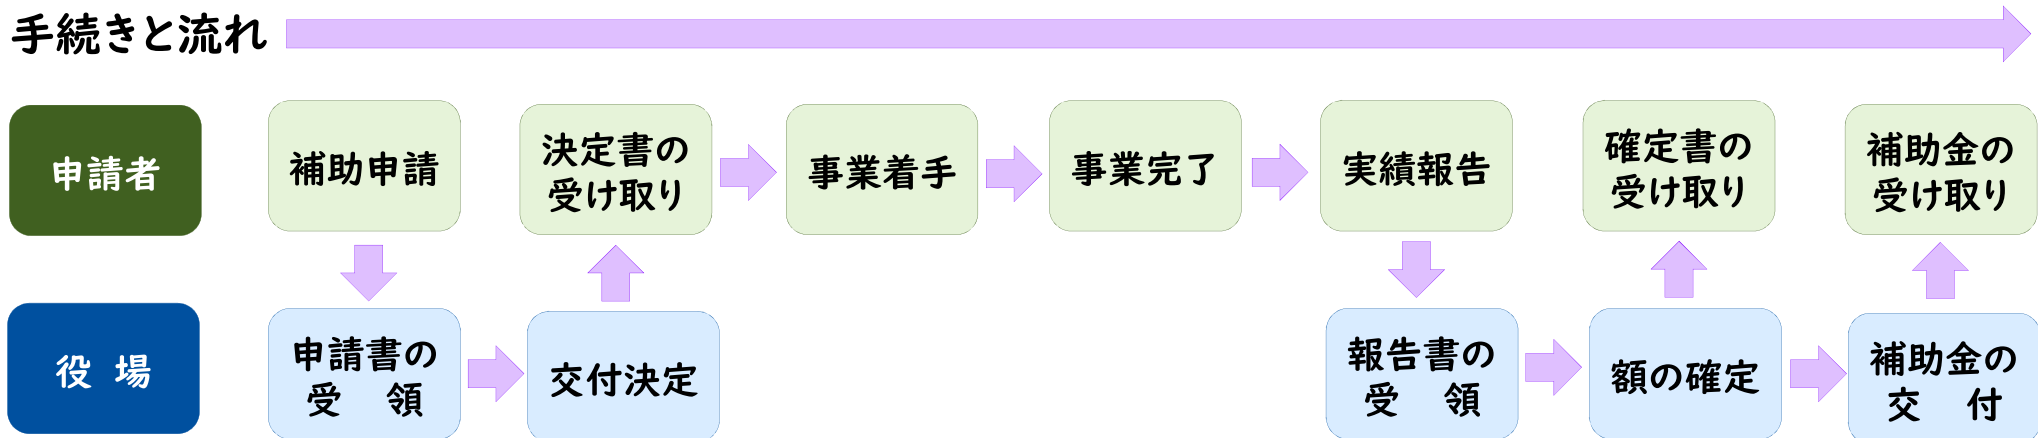 手続きと流れ
申請者
補助申請
決定書の
受け取り
事業着手
事業完了
実績報告
確定書の
受け取り
補助金の
受け取り
役 場
申請書の
受 領
交付決定
報告書の
受 領
額の確定
補助金の
交 付